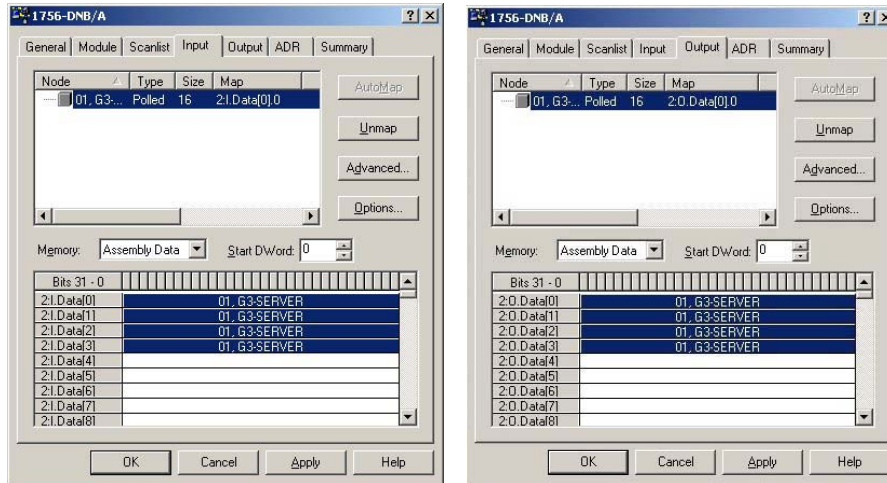 1756-DNB/A
General Module Scanlist Input Output ADR Summary
Node Type Size Map
01, G3-... Polled 16 2:I.Data[0].0
AutoMap
Unmap
Advanced...
Options...
Memory: Assembly Data Start DWord: 0
Bits 31 - 0
2:I.Data[0] 01, G3-SERVER
2:I.Data[1] 01, G3-SERVER
2:I.Data[2] 01, G3-SERVER
2:I.Data[3] 01, G3-SERVER
2:I.Data[4]
2:I.Data[5]
2:I.Data[6]
2:I.Data[7]
2:I.Data[8]
OK Cancel Apply Help
1756-DNB/A
General Module Scanlist Input Output ADR Summary
Node Type Size Map
01, G3-... Polled 16 2:O.Data[0].0
AutoMap
Unmap
Advanced...
Options...
Memory: Assembly Data Start DWord: 0
Bits 31 - 0
2:O.Data[0] 01, G3-SERVER
2:O.Data[1] 01, G3-SERVER
2:O.Data[2] 01, G3-SERVER
2:O.Data[3] 01, G3-SERVER
2:O.Data[4]
2:O.Data[5]
2:O.Data[6]
2:O.Data[7]
2:O.Data[8]
OK Cancel Apply Help